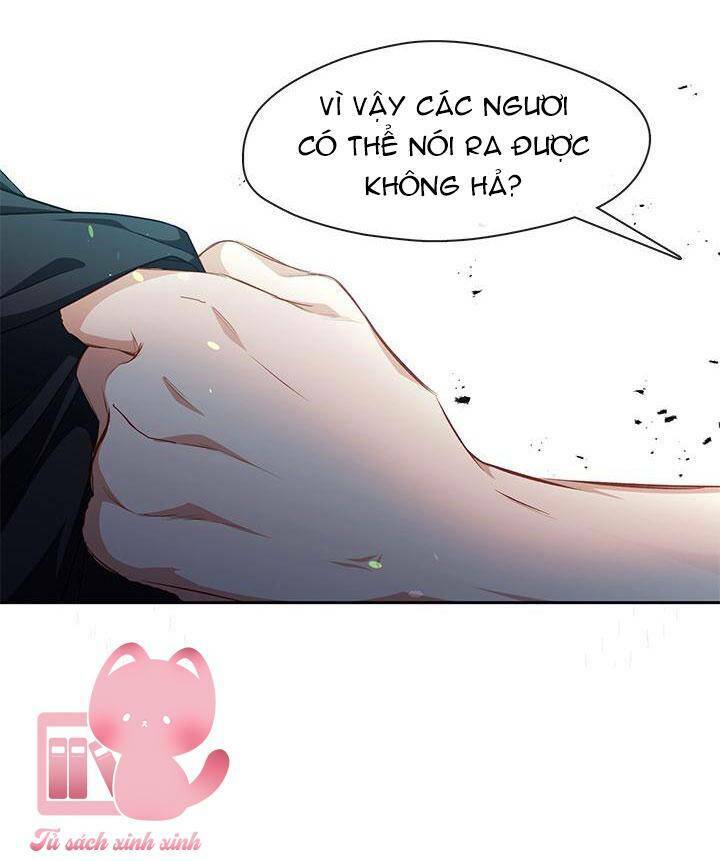 VÌ VẬY CÁC NGƯƠI
CÓ THỂ NÓI RA ĐƯỢC
KHÔNG HẢ?
Tủ sách xinh xinh